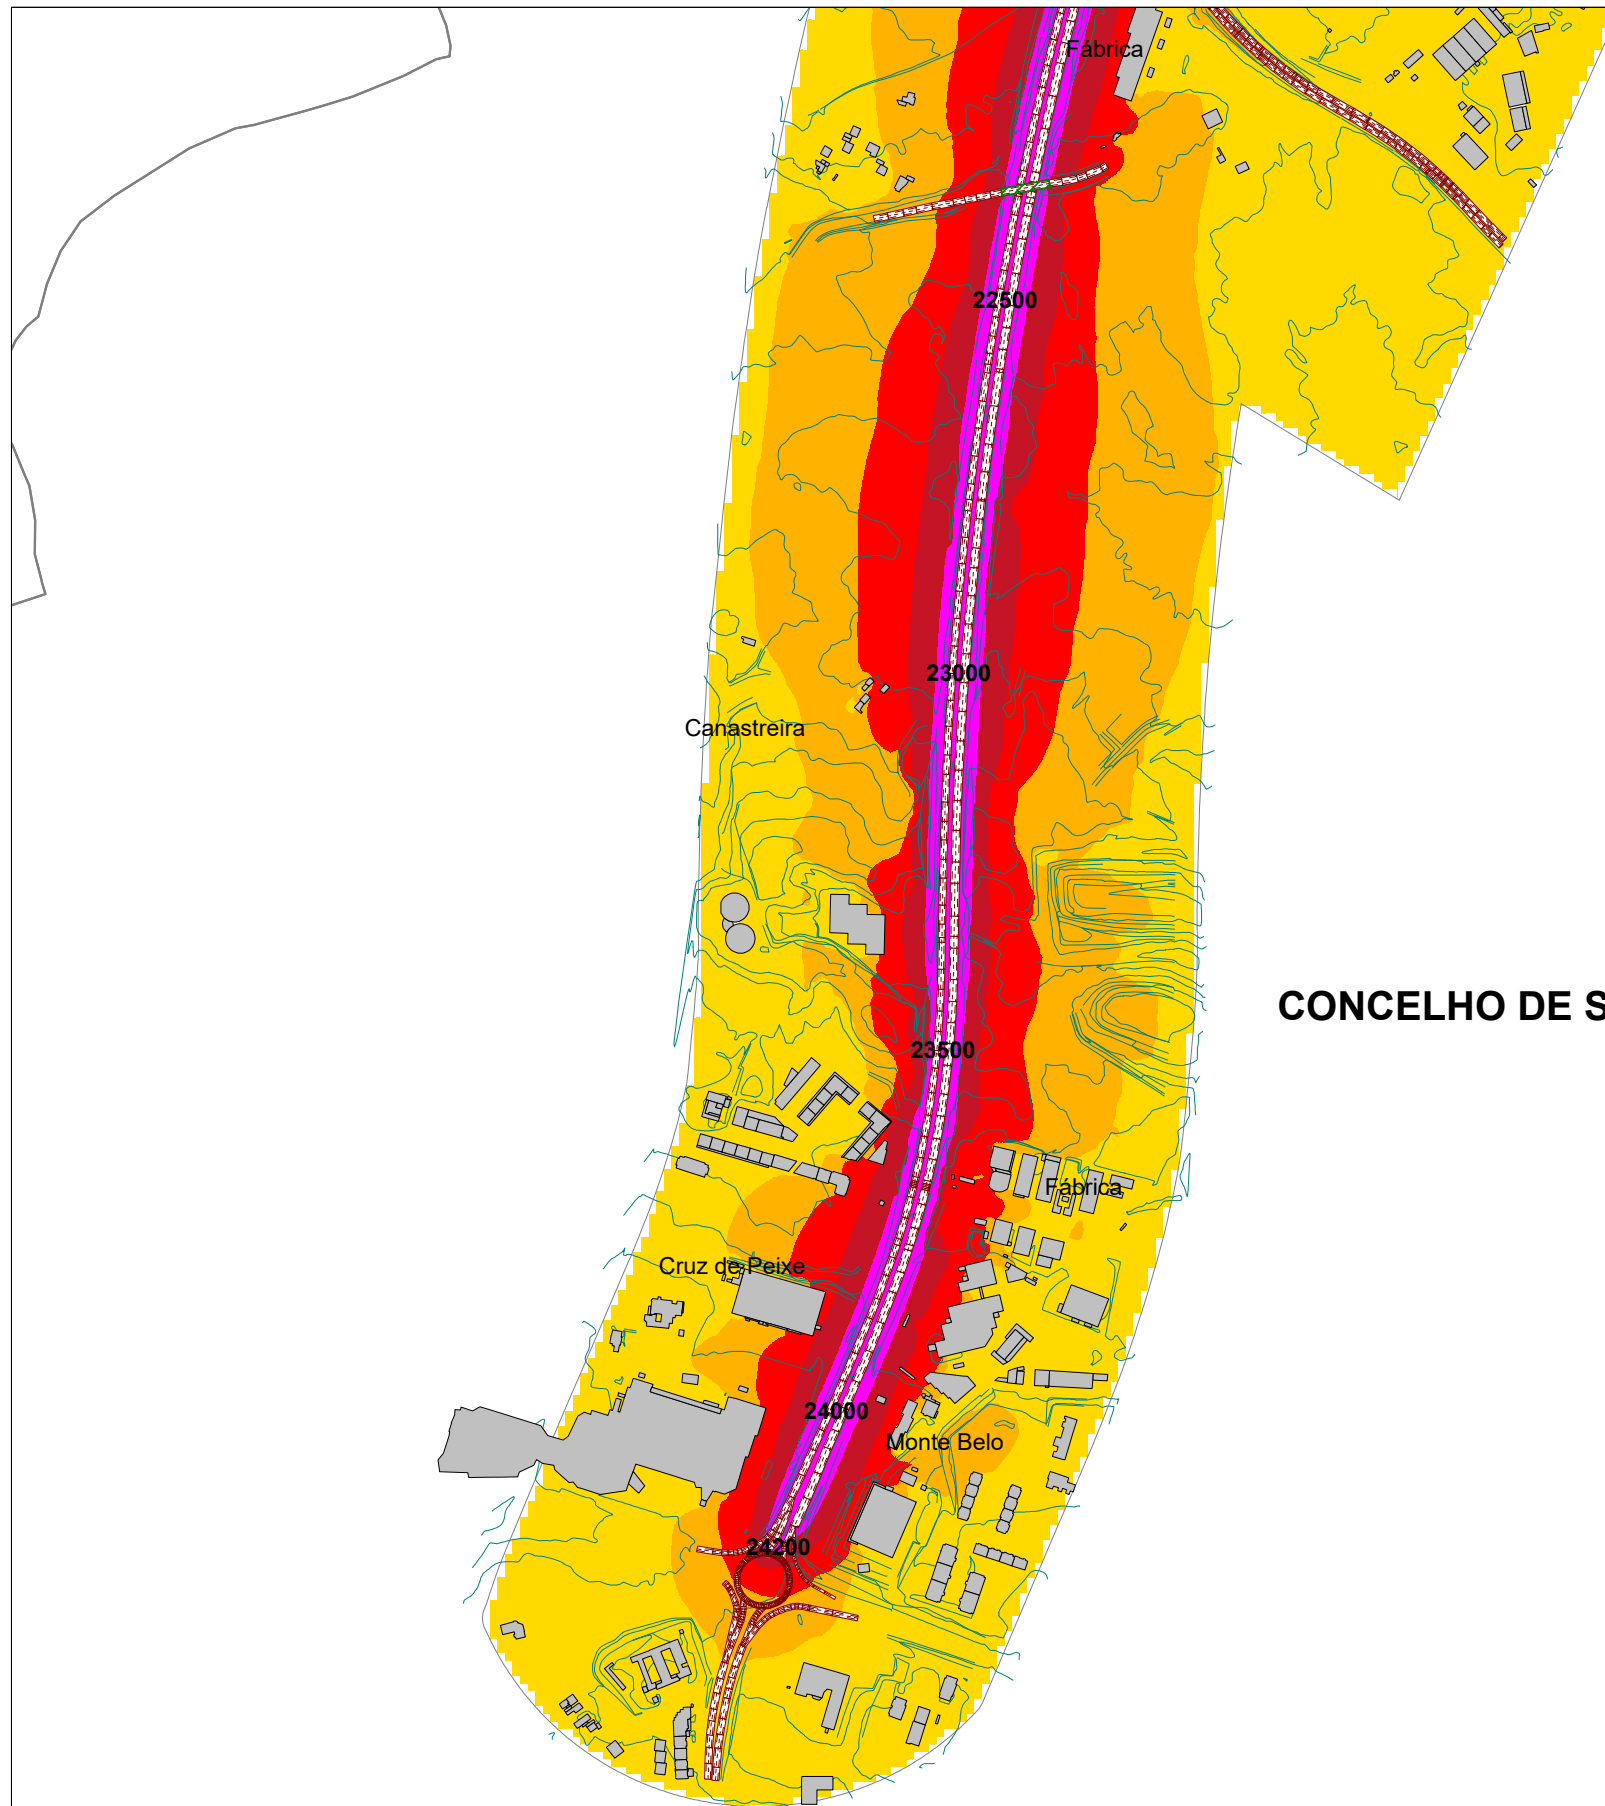 Fábrica
22500
23000
Canastreira
CONCELHO DE S
23500
Fábrica
Cruz de Peixe
24000
Monte Belo
24200